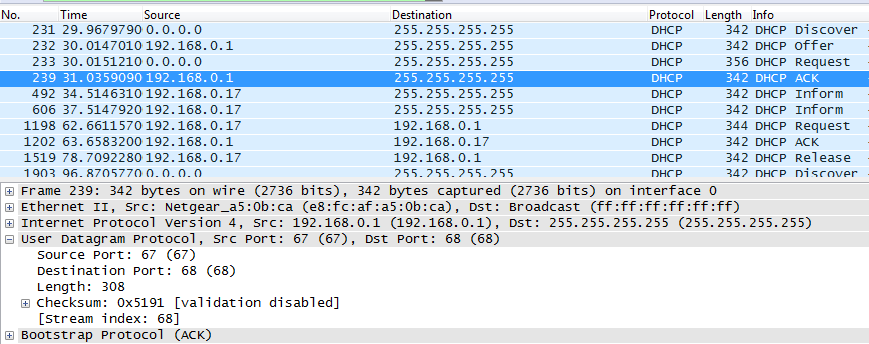 No. Time Source Destination Protocol Length Info
231 29.9679790 0.0.0.0 255.255.255.255 DHCP 342 DHCP Discover
232 30.0147010 192.168.0.1 255.255.255.255 DHCP 342 DHCP Offer
233 30.0151210 0.0.0.0 255.255.255.255 DHCP 356 DHCP Request
239 31.0359090 192.168.0.1 255.255.255.255 DHCP 342 DHCP ACK
492 34.5146310 192.168.0.17 255.255.255.255 DHCP 342 DHCP Inform
606 37.5147920 192.168.0.17 255.255.255.255 DHCP 342 DHCP Inform
1198 62.6611570 192.168.0.17 192.168.0.1 DHCP 344 DHCP Request
1202 63.6583200 192.168.0.1 192.168.0.17 DHCP 342 DHCP ACK
1519 78.7092280 192.168.0.17 192.168.0.1 DHCP 342 DHCP Release
1903 96.8705770 0.0.0.0 255.255.255.255 DHCP 342 DHCP Discover
Frame 239: 342 bytes on wire (2736 bits), 342 bytes captured (2736 bits) on interface 0
Ethernet II, Src: Netgear_a5:0b:ca (e8:fc:af:a5:0b:ca), Dst: Broadcast (ff:ff:ff:ff:ff:ff)
Internet Protocol Version 4, Src: 192.168.0.1 (192.168.0.1), Dst: 255.255.255.255 (255.255.255.255)
User Datagram Protocol, Src Port: 67 (67), Dst Port: 68 (68)
Source Port: 67 (67)
Destination Port: 68 (68)
Length: 308
Checksum: 0x5191 [validation disabled]
[Stream index: 68]
Bootstrap Protocol (ACK)